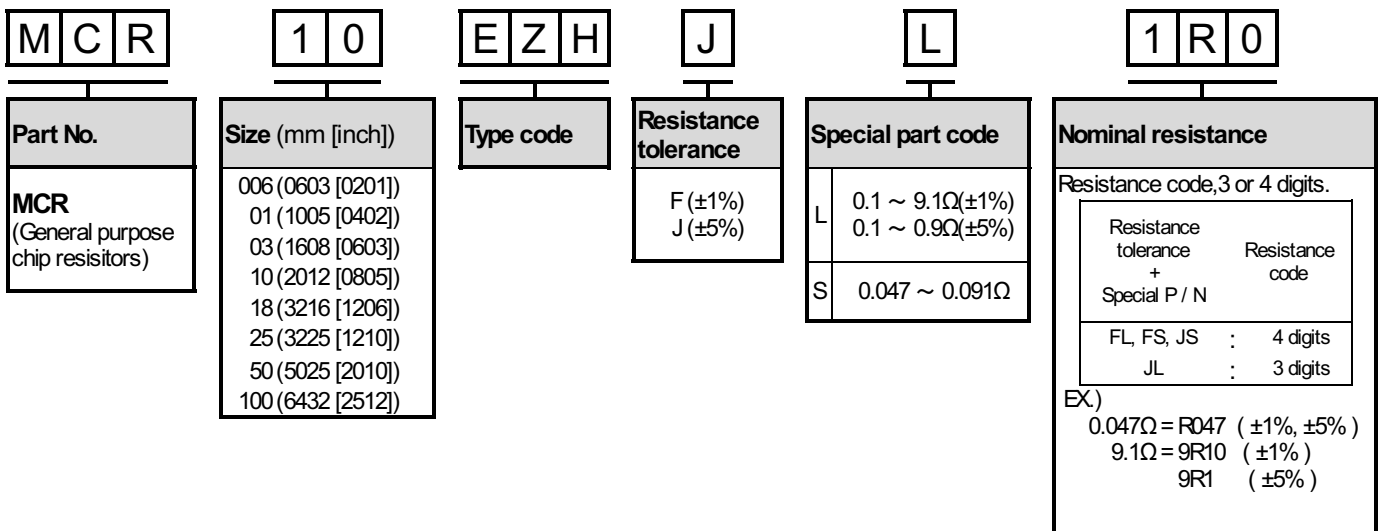 MCR 10 EZH J L 1R0
Part No.
MCR
(General purpose
chip resisitors)
Size (mm [inch])
006 (0603 [0201])
01 (1005 [0402])
03 (1608 [0603])
10 (2012 [0805])
18 (3216 [1206])
25 (3225 [1210])
50 (5025 [2010])
100 (6432 [2512])
Type code
Resistance
tolerance
F (±1%)
J (±5%)
Special part code
L
0.1 ~ 9.1Ω(±1%)
0.1 ~ 0.9Ω(±5%)
S 0.047 ~ 0.091Ω
Nominal resistance
Resistance code,3 or 4 digits.
Resistance
tolerance
+
Special P / N
Resistance
code
FL, FS, JS : 4 digits
JL : 3 digits
EX.)
0.047Ω = R047 ( ±1%, ±5% )
9.1Ω = 9R10 ( ±1% )
9R1 ( ±5% )